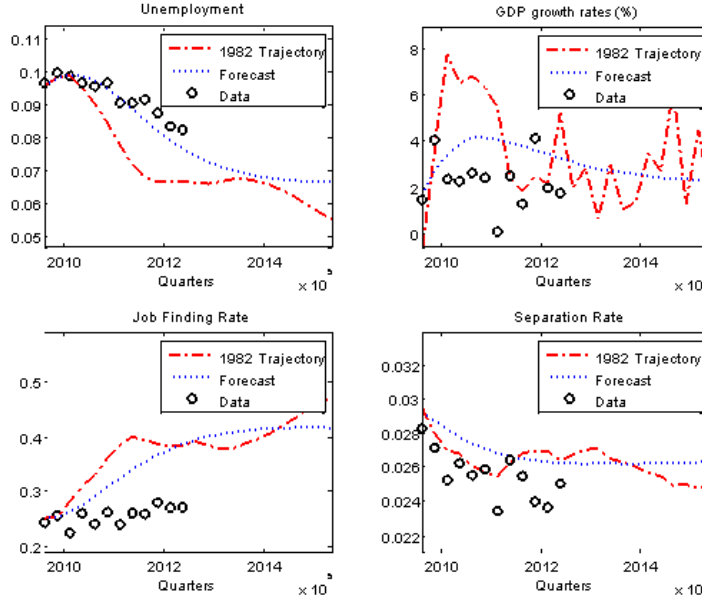 Unemployment
0.11
0.1
0.09
0.08
0.07
0.06
0.05
1982 Trajectory
Forecast
Data
2010 2012 2014
Quarters × 10⁵
GDP growth rates (%)
8
6
4
2
0
1982 Trajectory
Forecast
Data
2010 2012 2014
Quarters × 10⁵
Job Finding Rate
0.5
0.4
0.3
0.2
1982 Trajectory
Forecast
Data
2010 2012 2014
Quarters × 10⁵
Separation Rate
0.032
0.03
0.028
0.026
0.024
0.022
1982 Trajectory
Forecast
Data
2010 2012 2014
Quarters × 10⁵